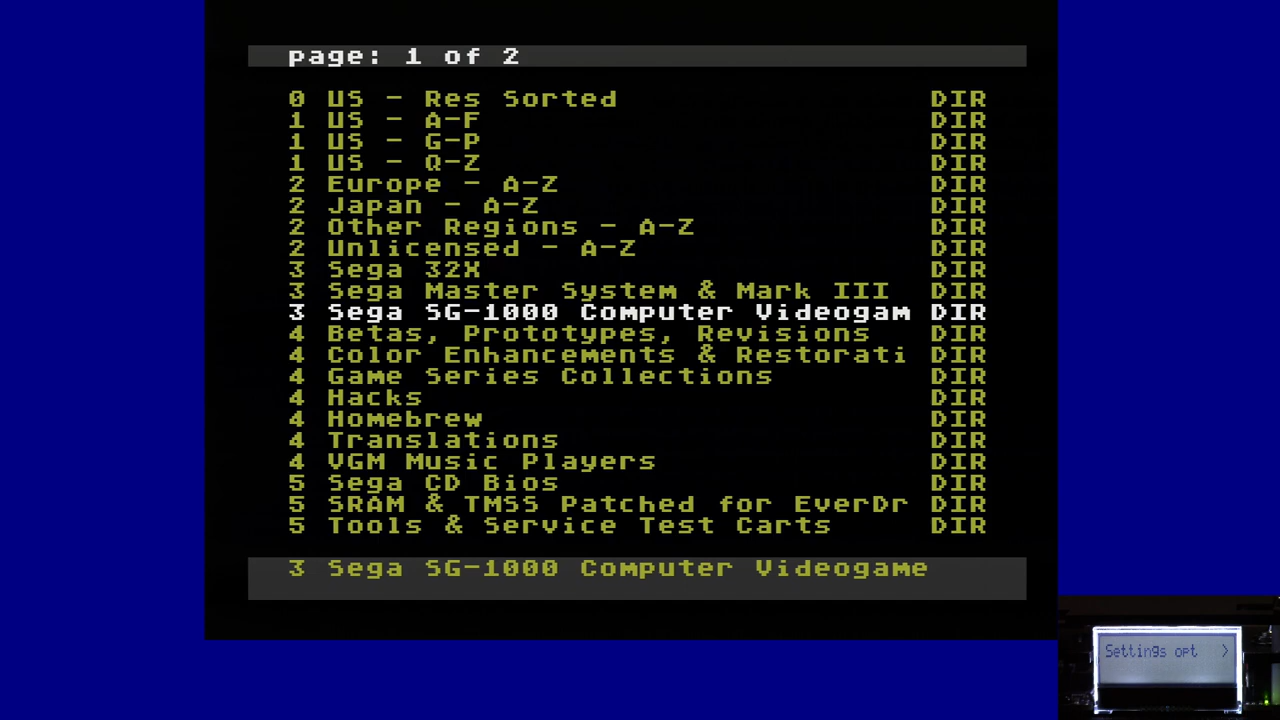 page: 1 of 2
0 US - Res Sorted DIR
1 US - A-F DIR
1 US - G-P DIR
1 US - Q-Z DIR
2 Europe - A-Z DIR
2 Japan - A-Z DIR
2 Other Regions - A-Z DIR
2 Unlicensed - A-Z DIR
3 Sega 32X DIR
3 Sega Master System & Mark III DIR
3 Sega SG-1000 Computer Videogam DIR
4 Betas, Prototypes, Revisions DIR
4 Color Enhancements & Restorati DIR
4 Game Series Collections DIR
4 Hacks DIR
4 Homebrew DIR
4 Translations DIR
4 VGM Music Players DIR
5 Sega CD Bios DIR
5 SRAM & TMSS Patched for EverDr DIR
5 Tools & Service Test Carts DIR
3 Sega SG-1000 Computer Videogame
Settings opt >